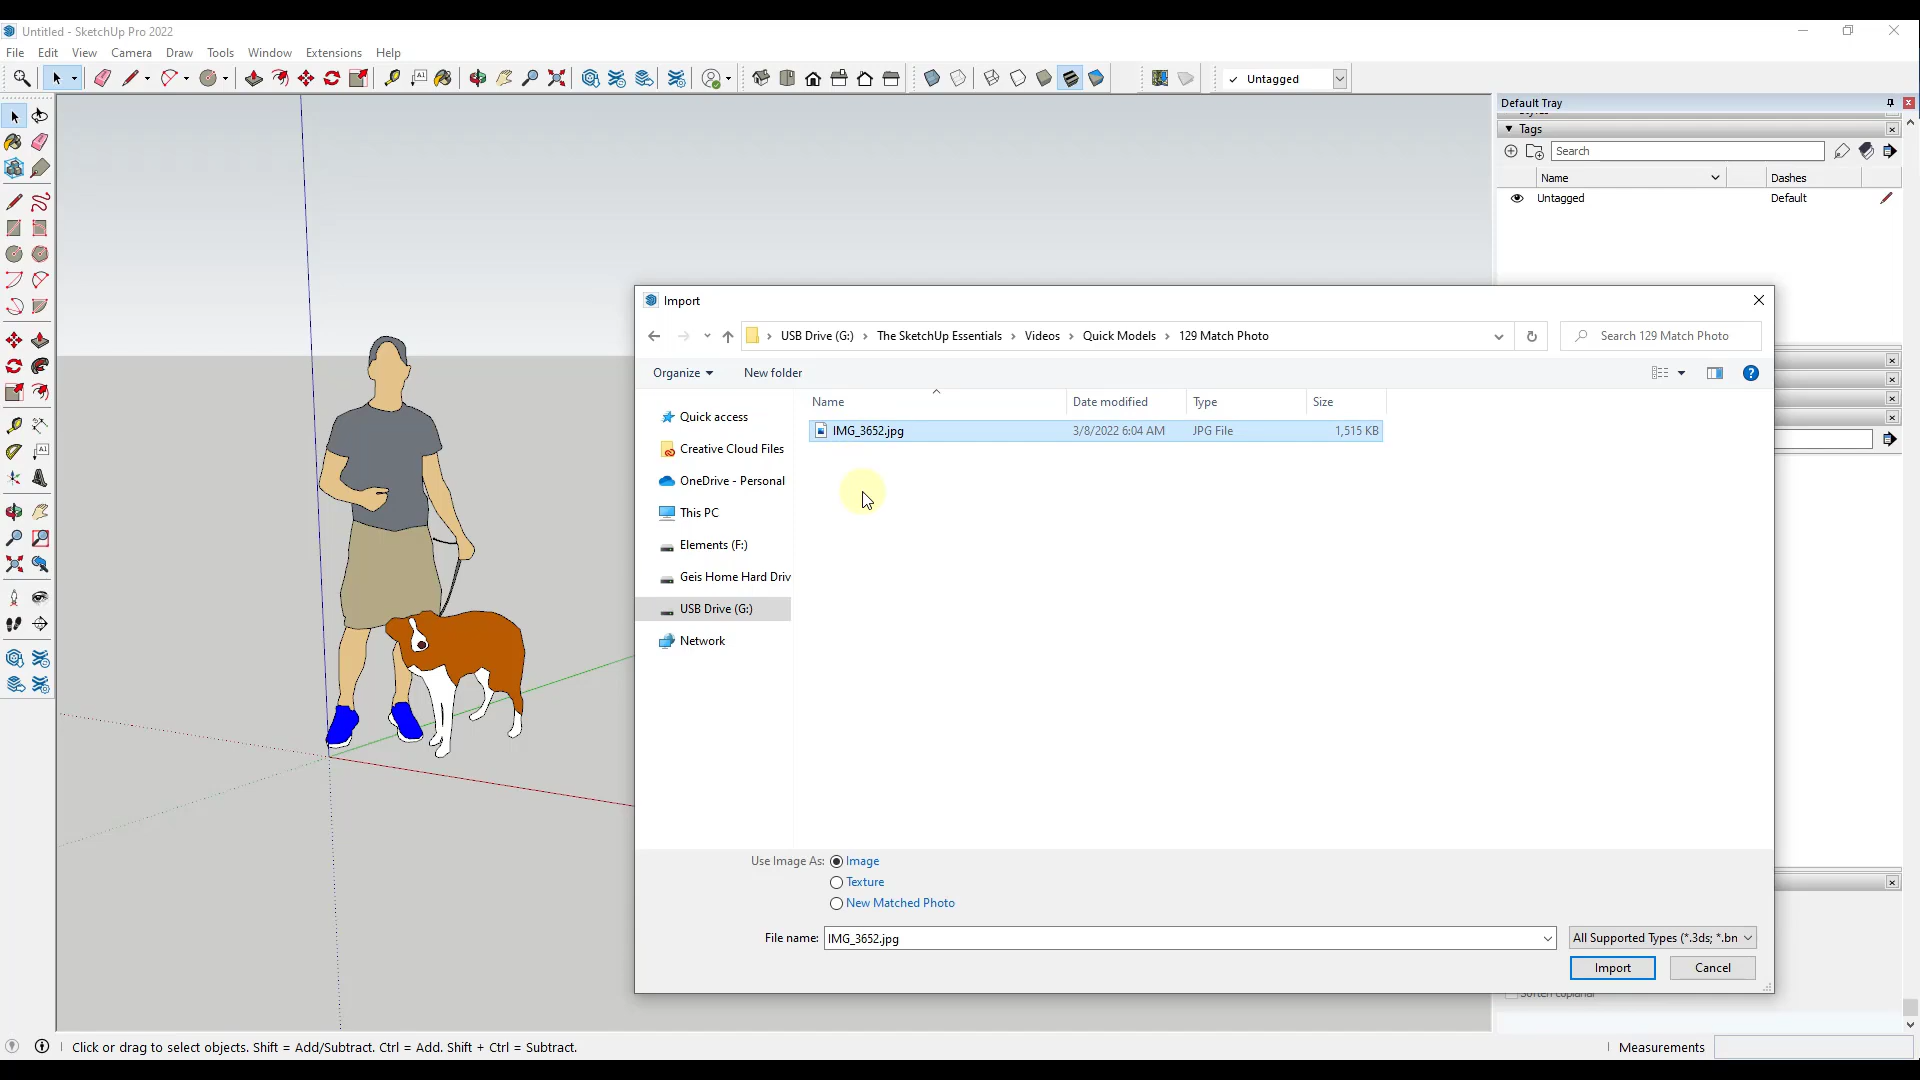 Untitled - SketchUp Pro 2022
File Edit View Camera Draw Tools Window Extensions Help
Untagged
Default Tray
Tags
Search
Name Dashes
Untagged Default
Import
USB Drive (G:) The SketchUp Essentials Videos Quick Models 129 Match Photo
Search 129 Match Photo
Organize New folder
Name Date modified Type Size
Quick access
IMG_3652.jpg 3/8/2022 6:04 AM JPG File 1,515 KB
Creative Cloud Files
OneDrive - Personal
This PC
Elements (F:)
Geis Home Hard Driv
USB Drive (G:)
Network
Use Image As: Image
Texture
New Matched Photo
File name: IMG_3652.jpg All Supported Types (*.3ds; *.bn
Import Cancel
Click or drag to select objects. Shift = Add/Subtract. Ctrl = Add. Shift + Ctrl = Subtract.
Measurements